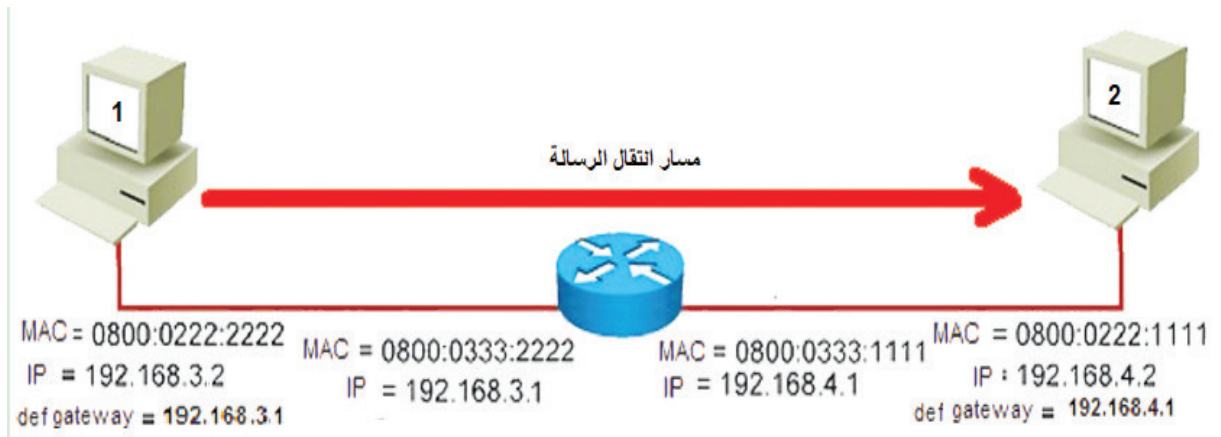 1
2
مسار انتقال الرسالة
MAC = 0800:0222:2222
IP = 192.168.3.2
def gateway = 192.168.3.1
MAC = 0800:0333:2222
IP = 192.168.3.1
MAC = 0800:0333:1111
IP = 192.168.4.1
MAC = 0800:0222:1111
IP : 192.168.4.2
def gateway = 192.168.4.1